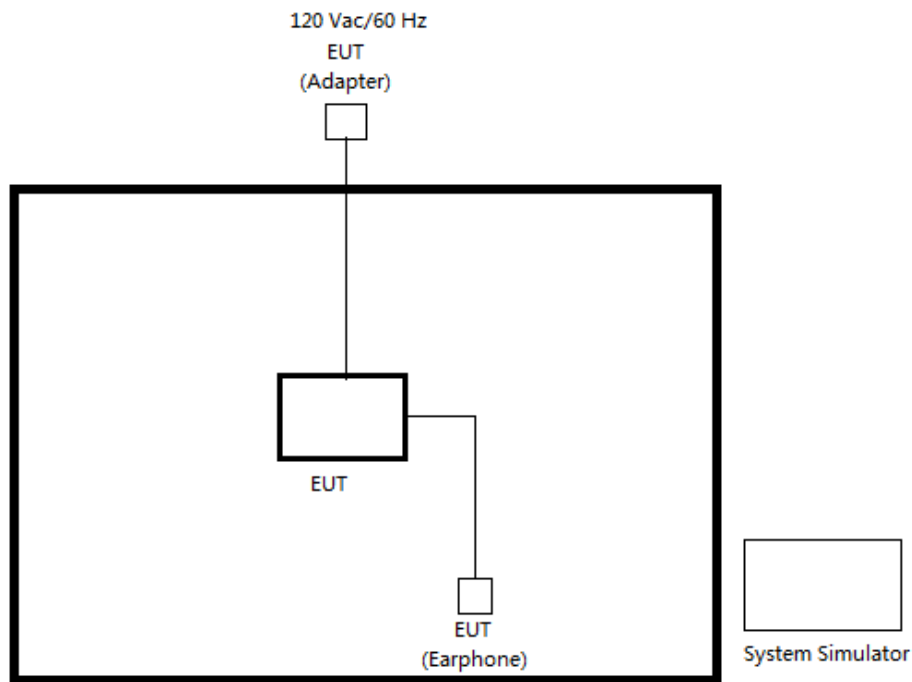 120 Vac/60 Hz
EUT
(Adapter)
EUT
EUT
(Earphone)
System Simulator